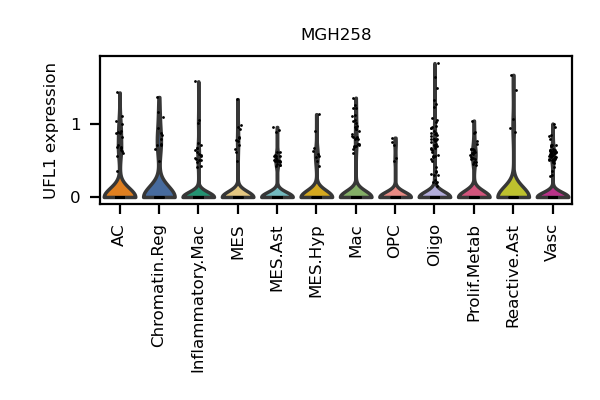 MGH258
UFL1 expression
1
0
AC
Chromatin.Reg
Inflammatory.Mac
MES
MES.Ast
MES.Hyp
Mac
OPC
Oligo
Prolif.Metab
Reactive.Ast
Vasc